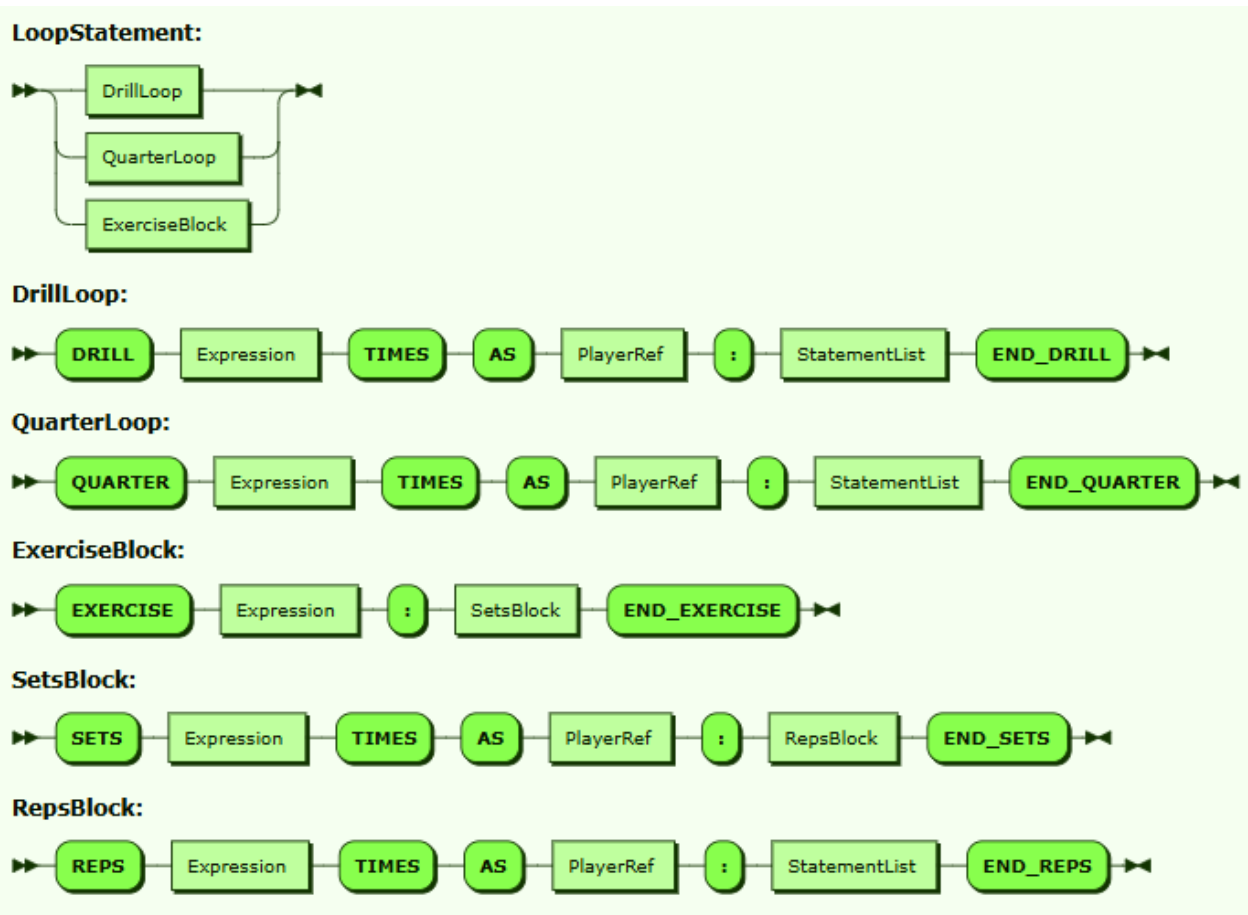 LoopStatement:
DrillLoop
QuarterLoop
ExerciseBlock
DrillLoop:
DRILL Expression TIMES AS PlayerRef : StatementList END_DRILL
QuarterLoop:
QUARTER Expression TIMES AS PlayerRef : StatementList END_QUARTER
ExerciseBlock:
EXERCISE Expression : SetsBlock END_EXERCISE
SetsBlock:
SETS Expression TIMES AS PlayerRef : RepsBlock END_SETS
RepsBlock:
REPS Expression TIMES AS PlayerRef : StatementList END_REPS